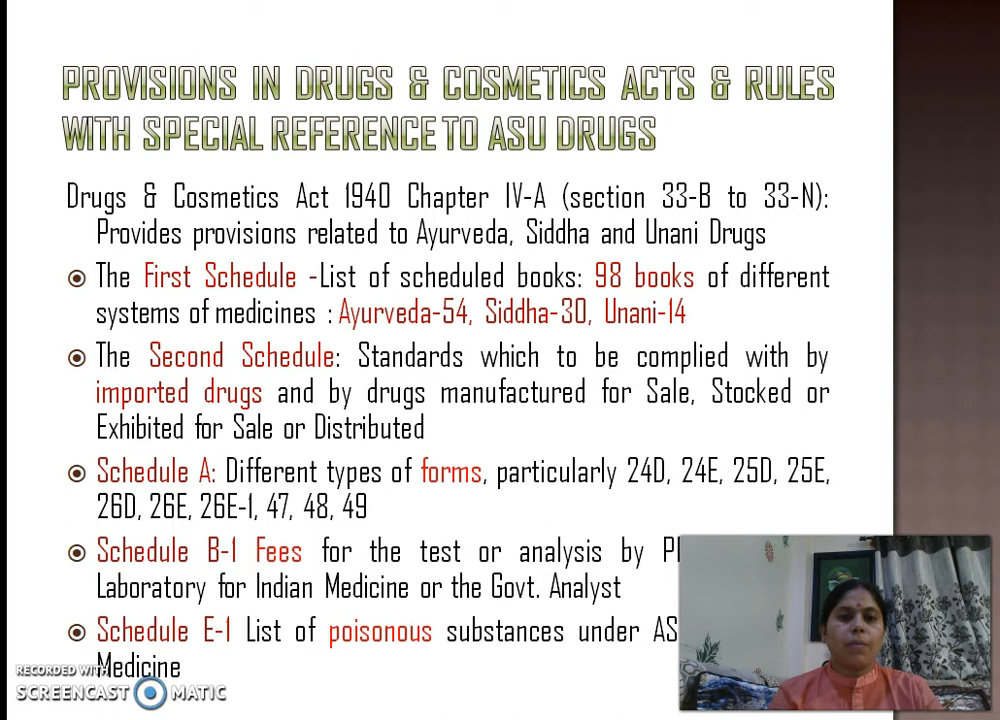 PROVISIONS IN DRUGS & COSMETICS ACTS & RULES
WITH SPECIAL REFERENCE TO ASU DRUGS
Drugs & Cosmetics Act 1940 Chapter IV-A (section 33-B to 33-N):
Provides provisions related to Ayurveda, Siddha and Unani Drugs
The First Schedule -List of scheduled books: 98 books of different
systems of medicines : Ayurveda-54, Siddha-30, Unani-14
The Second Schedule: Standards which to be complied with by
imported drugs and by drugs manufactured for Sale, Stocked or
Exhibited for Sale or Distributed
Schedule A: Different types of forms, particularly 24D, 24E, 25D, 25E,
26D, 26E, 26E-1, 47, 48, 49
Schedule B-1 Fees for the test or analysis by
Laboratory for Indian Medicine or the Govt. Analyst
Schedule E-1 List of poisonous substances under
Medicine
RECORDED WITH
SCREENCAST MATIC